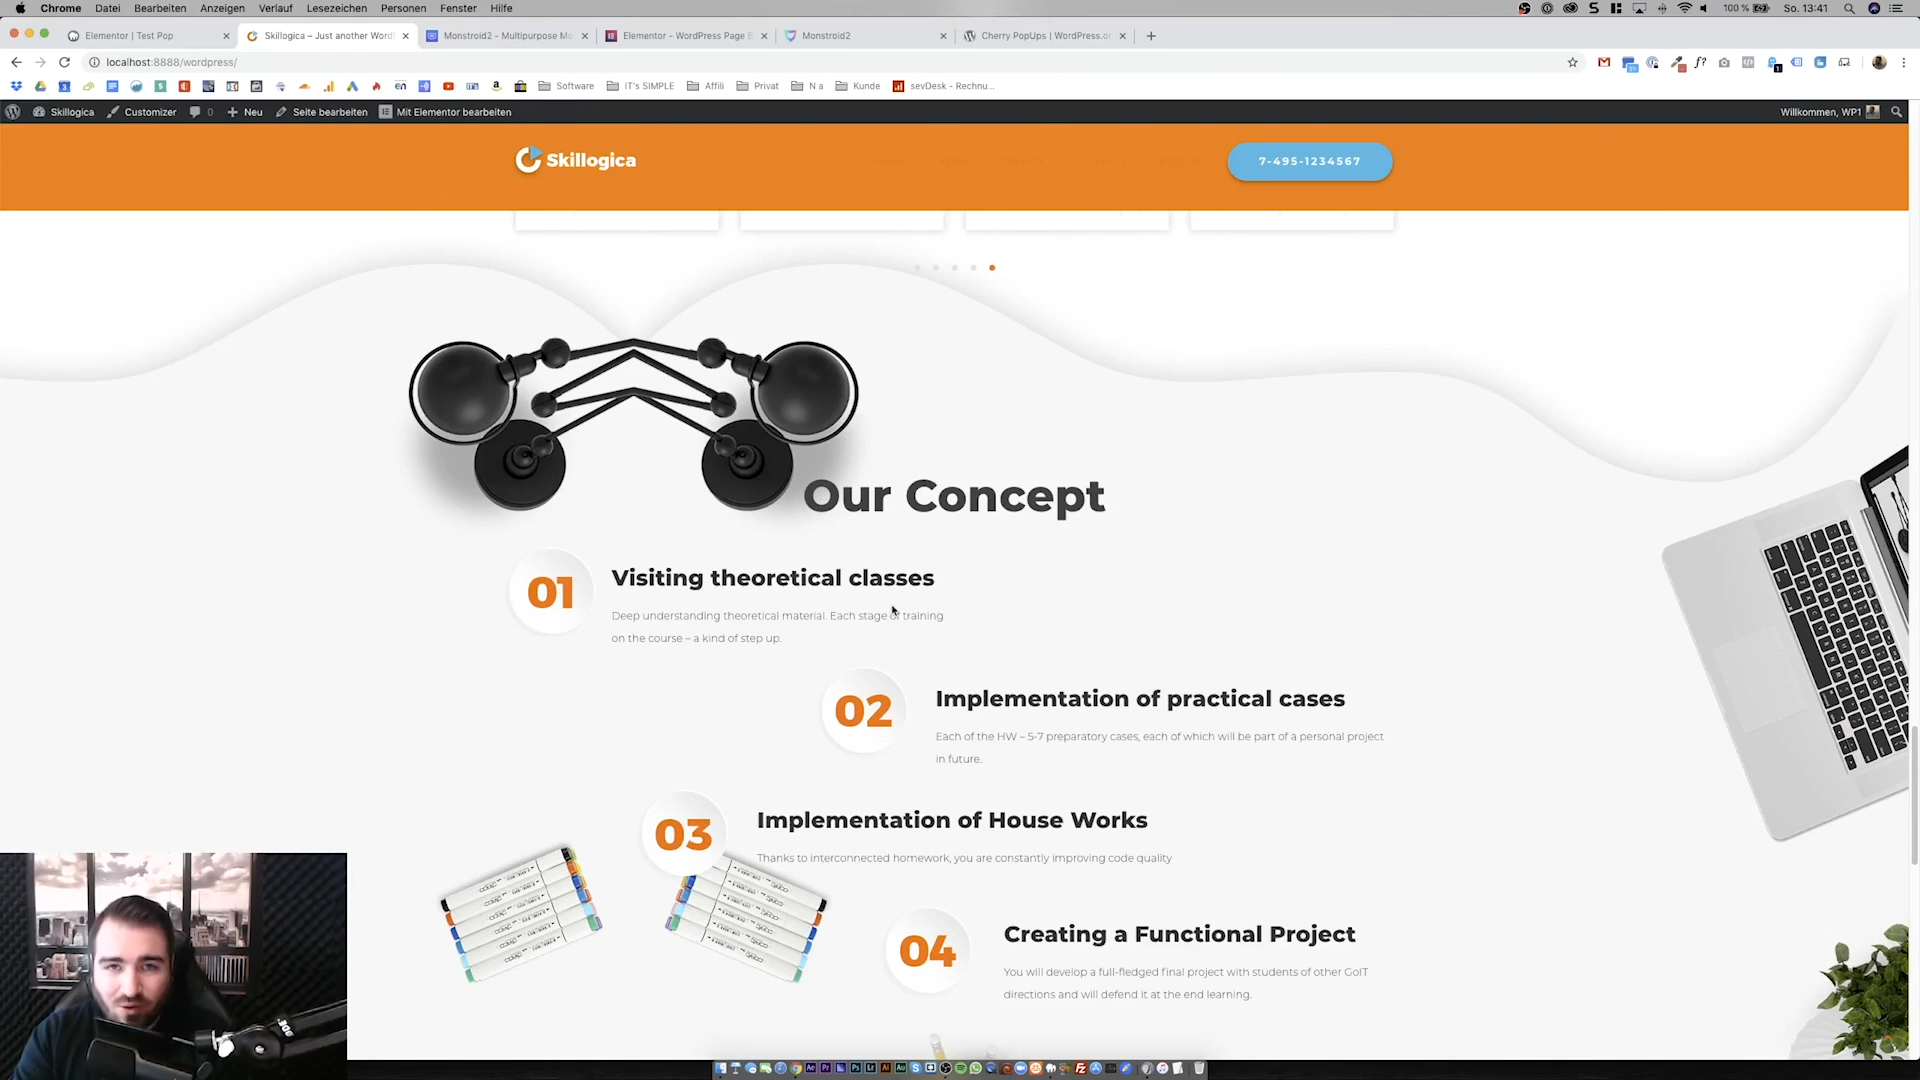 Chrome Datei Bearbeiten Anzeigen Verlauf Lesezeichen Personen Fenster Hilfe 100 % So. 13:41
Elementor | Test Pop
Skillogica – Just another Word
Monstroid2 - Multipurpose Mo
Elementor - WordPress Page B
Monstroid2
Cherry PopUps | WordPress.or
localhost:8888/wordpress/
Software IT's SIMPLE Affili Privat N a Kunde sevDesk - Rechnu...
Skillogica Customizer 0 Neu Seite bearbeiten Mit Elementor bearbeiten Willkommen, WP1
Skillogica
7-495-1234567
Our Concept
01
Visiting theoretical classes
Deep understanding theoretical material. Each stage of training
on the course – a kind of step up.
02
Implementation of practical cases
Each of the HW – 5-7 preparatory cases, each of which will be part of a personal project
in future.
03
Implementation of House Works
Thanks to interconnected homework, you are constantly improving code quality
04
Creating a Functional Project
You will develop a full-fledged final project with students of other GoIT
directions and will defend it at the end learning.